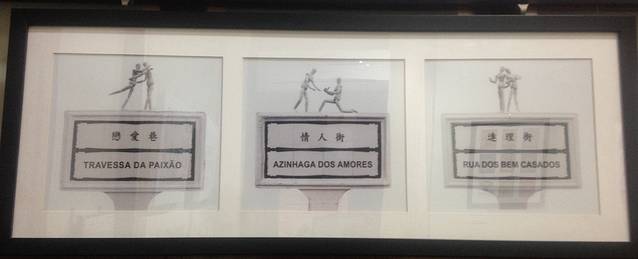 戀愛巷
TRAVESSA DA PAIXÃO
情人街
AZINHAGA DOS AMORES
連理街
RUA DOS BEM CASADOS